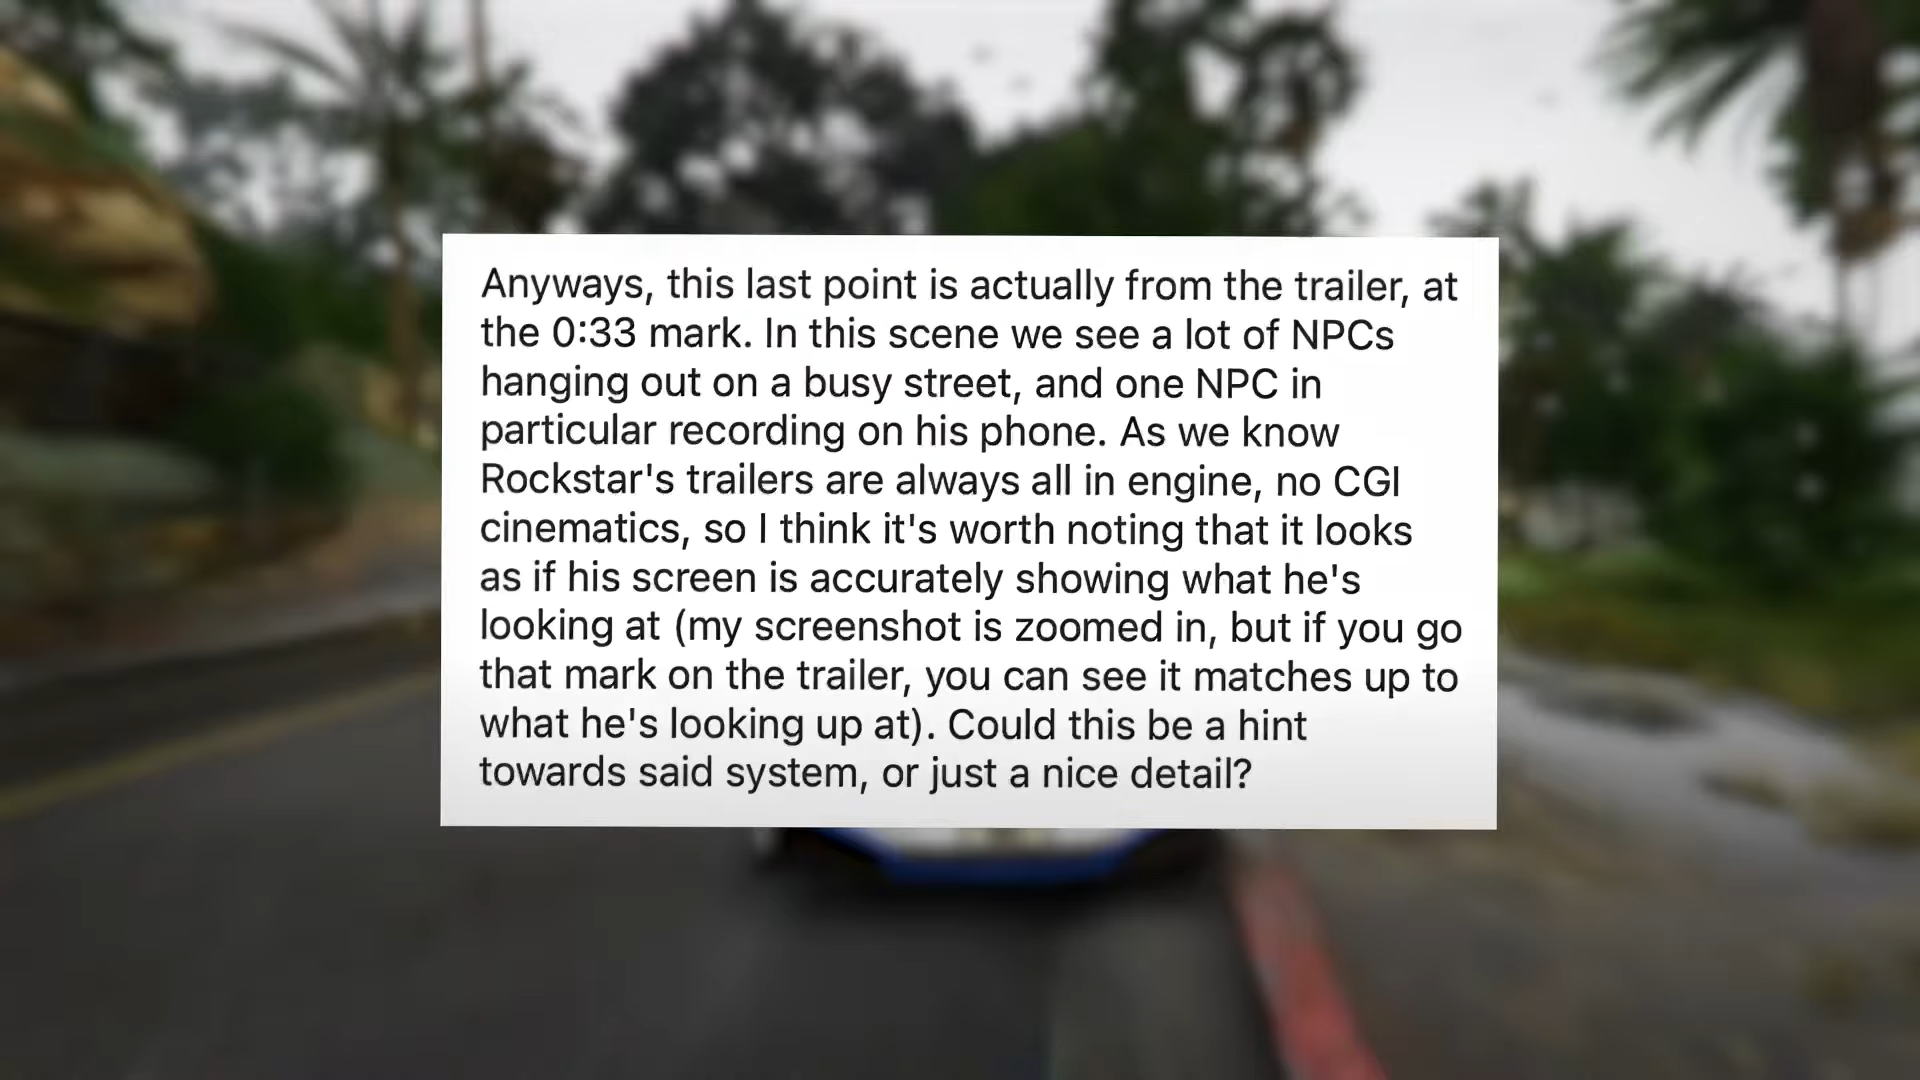 Anyways, this last point is actually from the trailer, at
the 0:33 mark. In this scene we see a lot of NPCs
hanging out on a busy street, and one NPC in
particular recording on his phone. As we know
Rockstar's trailers are always all in engine, no CGI
cinematics, so I think it's worth noting that it looks
as if his screen is accurately showing what he's
looking at (my screenshot is zoomed in, but if you go
that mark on the trailer, you can see it matches up to
what he's looking up at). Could this be a hint
towards said system, or just a nice detail?